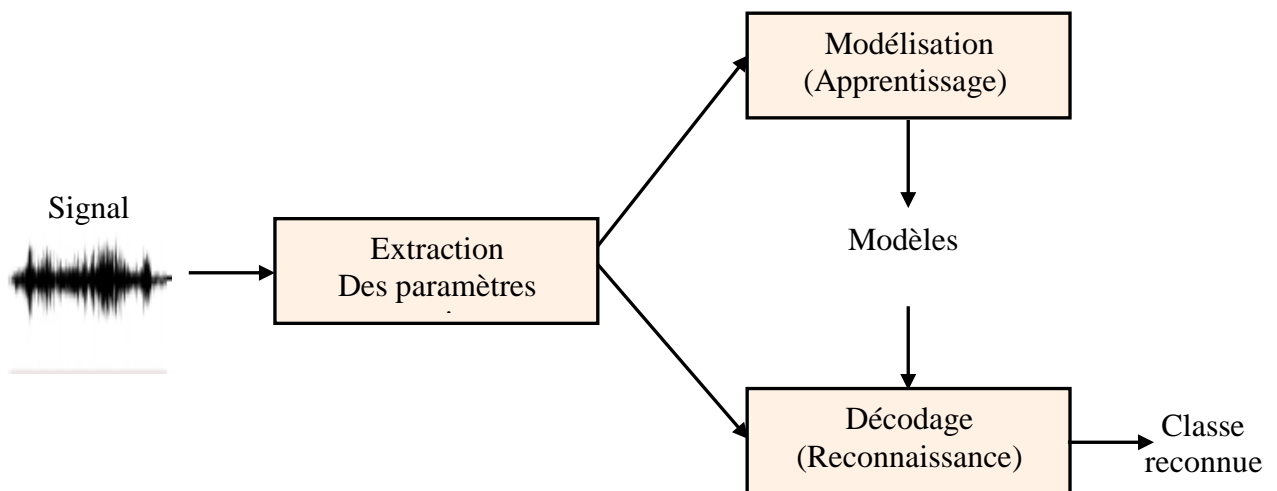 Signal
Extraction
Des paramètres
Modélisation
(Apprentissage)
Modèles
Décodage
(Reconnaissance)
Classe
reconnue